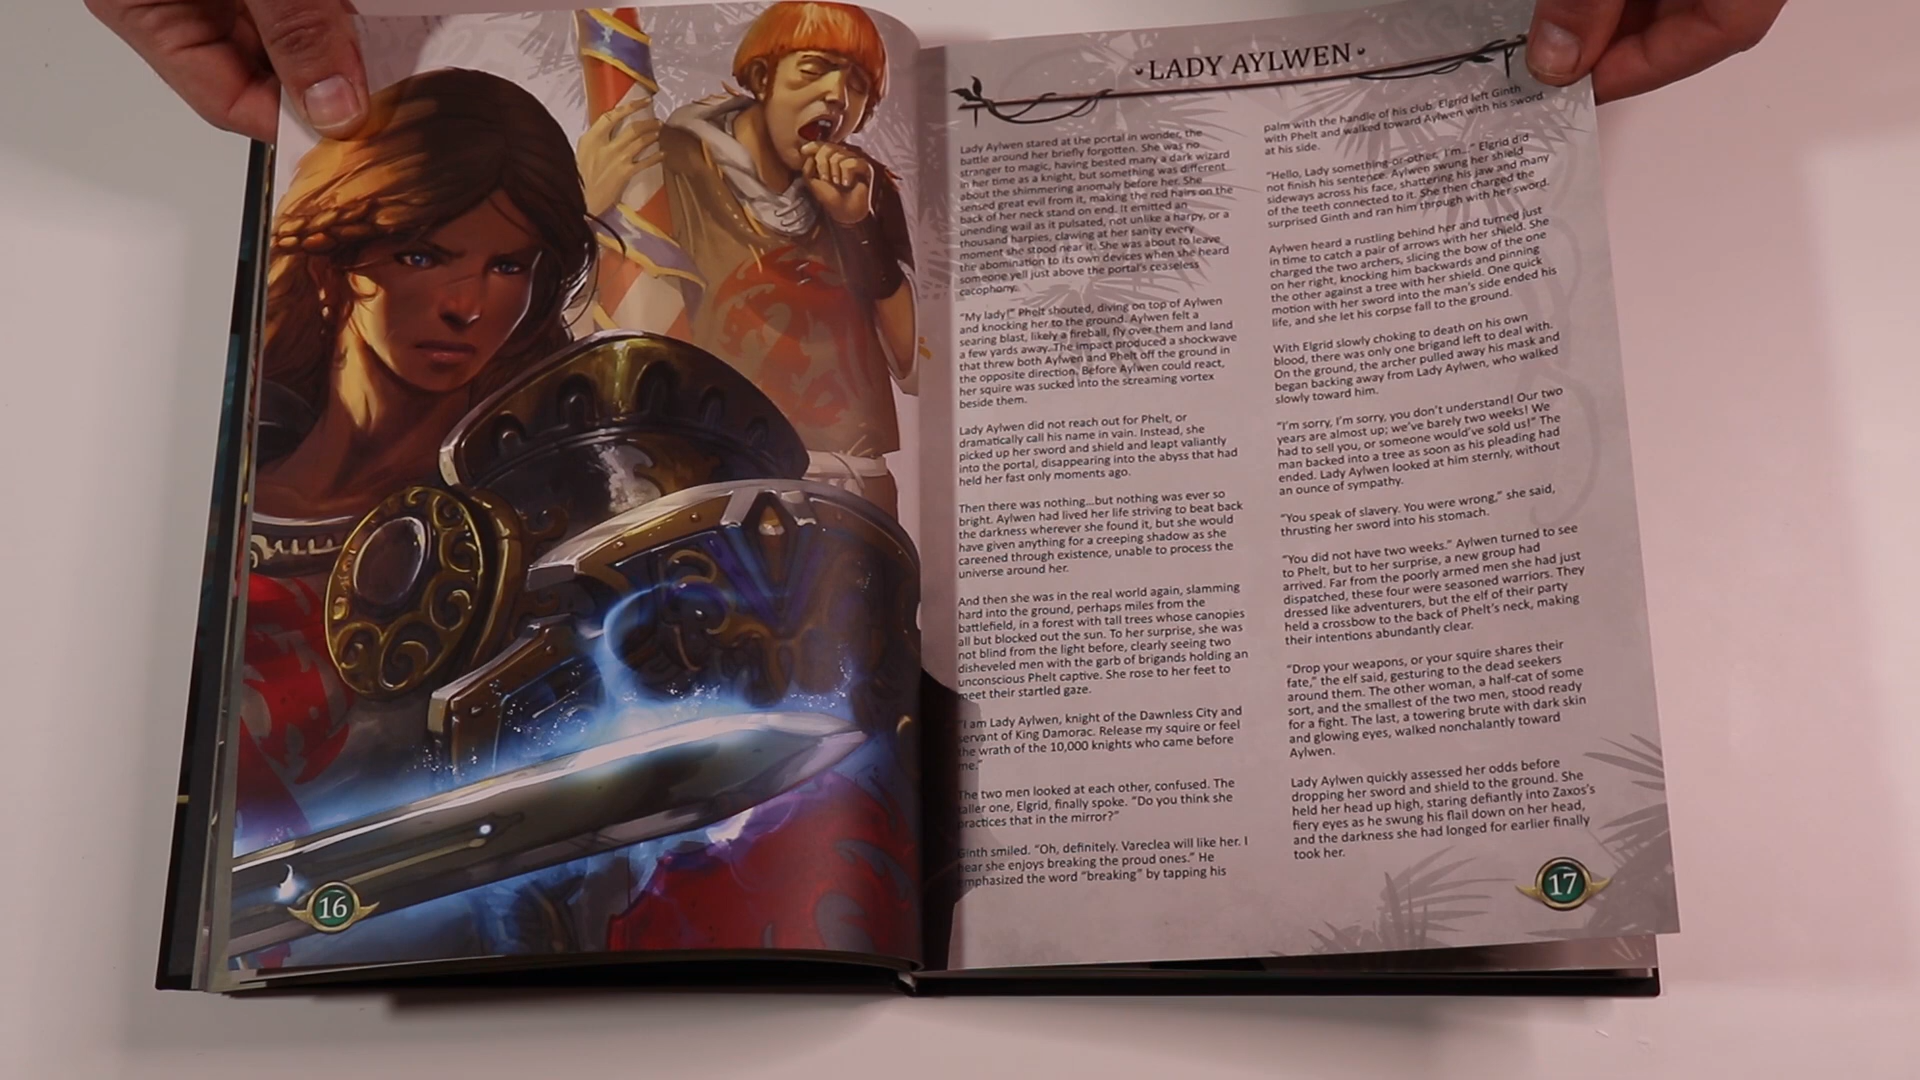 LADY AYLWEN
Lady Aylwen stared at the portal in wonder, the
battle around her briefly forgotten. She was no
stranger to magic, having bested many a dark wizard
in her time as a knight, but something was different
about the shimmering anomaly before her. She
sensed great evil from it, making the red hairs on the
back of her neck stand on end. It emitted an
unending wail as it pulsated, not unlike a harpy, or a
thousand harpies, clawing at her sanity every
moment she stood near it. She was about to leave
the abomination to its own devices when she heard
someone yell just above the portal's ceaseless
cacophony.
"My lady!" Phelt shouted, diving on top of Aylwen
and knocking her to the ground. Aylwen felt a
searing blast, likely a fireball, fly over them and land
a few yards away. The impact produced a shockwave
that threw both Aylwen and Phelt off the ground in
the opposite direction. Before Aylwen could react,
her squire was sucked into the screaming vortex
beside them.
Lady Aylwen did not reach out for Phelt, or
dramatically call his name in vain. Instead, she
picked up her sword and shield and leapt valiantly
into the portal, disappearing into the abyss that had
held her fast only moments ago.
Then there was nothing...but nothing was ever so
bright. Aylwen had lived her life striving to beat back
the darkness wherever she found it, but she would
have given anything for a creeping shadow as she
careened through existence, unable to process the
universe around her.
And then she was in the real world again, slamming
hard into the ground, perhaps miles from the
battlefield, in a forest with tall trees whose canopies
all but blocked out the sun. To her surprise, she was
not blind from the light before, clearly seeing two
disheveled men with the garb of brigands holding an
unconscious Phelt captive. She rose to her feet to
meet their startled gaze.
"I am Lady Aylwen, knight of the Dawnless City and
servant of King Damorac. Release my squire or feel
the wrath of the 10,000 knights who came before
me."
The two men looked at each other, confused. The
taller one, Elgrid, finally spoke. "Do you think she
practices that in the mirror?"
Ginth smiled. "Oh, definitely. Vareclea will like her. I
hear she enjoys breaking the proud ones." He
emphasized the word "breaking" by tapping his
palm with the handle of his club. Elgrid left Ginth
with Phelt and walked toward Aylwen with his sword
at his side.
"Hello, Lady something-or-other, I'm..." Elgrid did
not finish his sentence. Aylwen swung her shield
sideways across his face, shattering his jaw and many
of the teeth connected to it. She then charged the
surprised Ginth and ran him through with her sword.
Aylwen heard a rustling behind her and turned just
in time to catch a pair of arrows with her shield. She
charged the two archers, slicing the bow of the one
on her right, knocking him backwards and pinning
the other against a tree with her shield. One quick
motion with her sword into the man's side ended his
life, and she let his corpse fall to the ground.
With Elgrid slowly choking to death on his own
blood, there was only one brigand left to deal with.
On the ground, the archer pulled away his mask and
began backing away from Lady Aylwen, who walked
slowly toward him.
"I'm sorry, I'm sorry, you don't understand! Our two
years are almost up; we've barely two weeks! We
had to sell you, or someone would've sold us!" The
man backed into a tree as soon as his pleading had
ended. Lady Aylwen looked at him sternly, without
an ounce of sympathy.
"You speak of slavery. You were wrong," she said,
thrusting her sword into his stomach.
"You did not have two weeks." Aylwen turned to see
to Phelt, but to her surprise, a new group had
arrived. Far from the poorly armed men she had just
dispatched, these four were seasoned warriors. They
dressed like adventurers, but the elf of their party
held a crossbow to the back of Phelt's neck, making
their intentions abundantly clear.
"Drop your weapons, or your squire shares their
fate," the elf said, gesturing to the dead seekers
around them. The other woman, a half-cat of some
sort, and the smallest of the two men, stood ready
for a fight. The last, a towering brute with dark skin
and glowing eyes, walked nonchalantly toward
Aylwen.
Lady Aylwen quickly assessed her odds before
dropping her sword and shield to the ground. She
held her head up high, staring defiantly into Zaxos's
fiery eyes as he swung his flail down on her head,
and the darkness she had longed for earlier finally
took her.
16
17